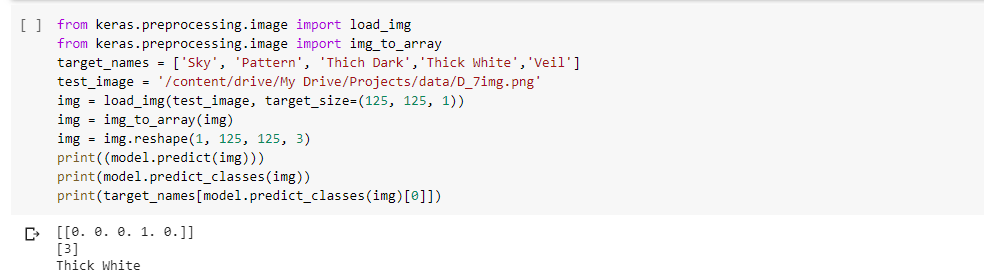 [ ] from keras.preprocessing.image import load_img
from keras.preprocessing.image import img_to_array
target_names = ['Sky', 'Pattern', 'Thich Dark','Thick White','Veil']
test_image = '/content/drive/My Drive/Projects/data/D_7img.png'
img = load_img(test_image, target_size=(125, 125, 1))
img = img_to_array(img)
img = img.reshape(1, 125, 125, 3)
print((model.predict(img)))
print(model.predict_classes(img))
print(target_names[model.predict_classes(img)[0]])
[[0. 0. 0. 1. 0.]]
[3]
Thick White